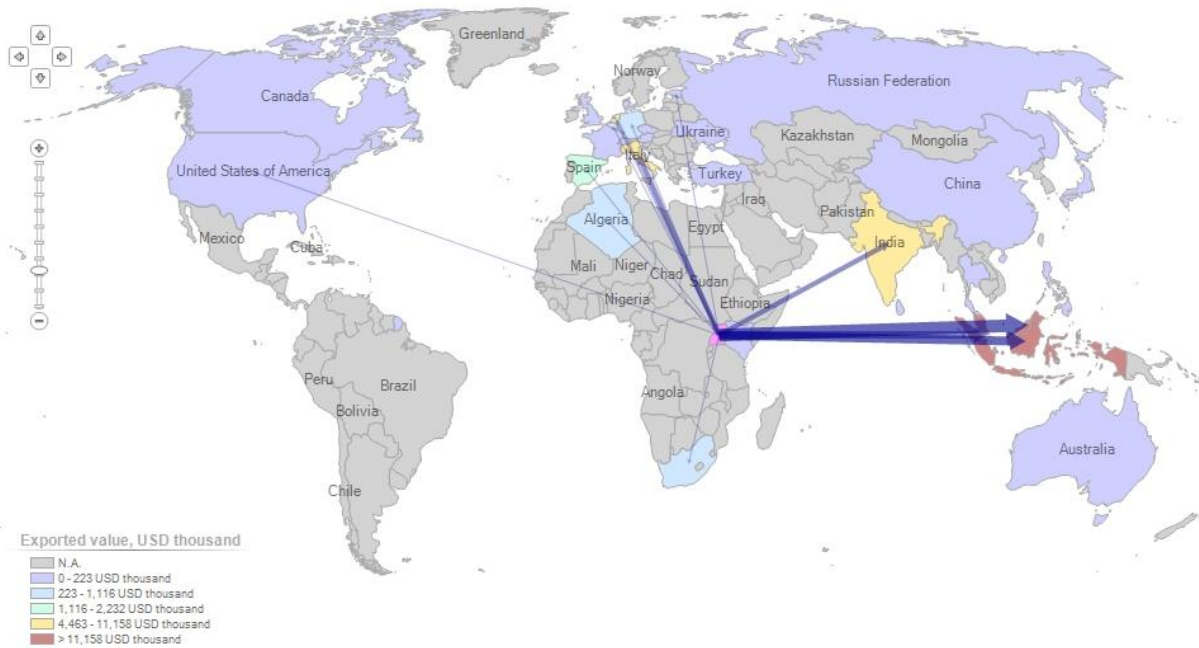 Greenland
Norway
Russian Federation
Canada
Ukraine
Kazakhstan
Mongolia
Italy
Spain
United States of America
Turkey
China
Iraq
Pakistan
Algeria
Egypt
Mexico
Cuba
India
Mali
Niger
Chad
Sudan
Nigeria
Ethiopia
Peru
Brazil
Angola
Bolivia
Australia
Chile
Exported value, USD thousand
N.A.
0 - 223 USD thousand
223 - 1,116 USD thousand
1,116 - 2,232 USD thousand
4,463 - 11,158 USD thousand
> 11,158 USD thousand